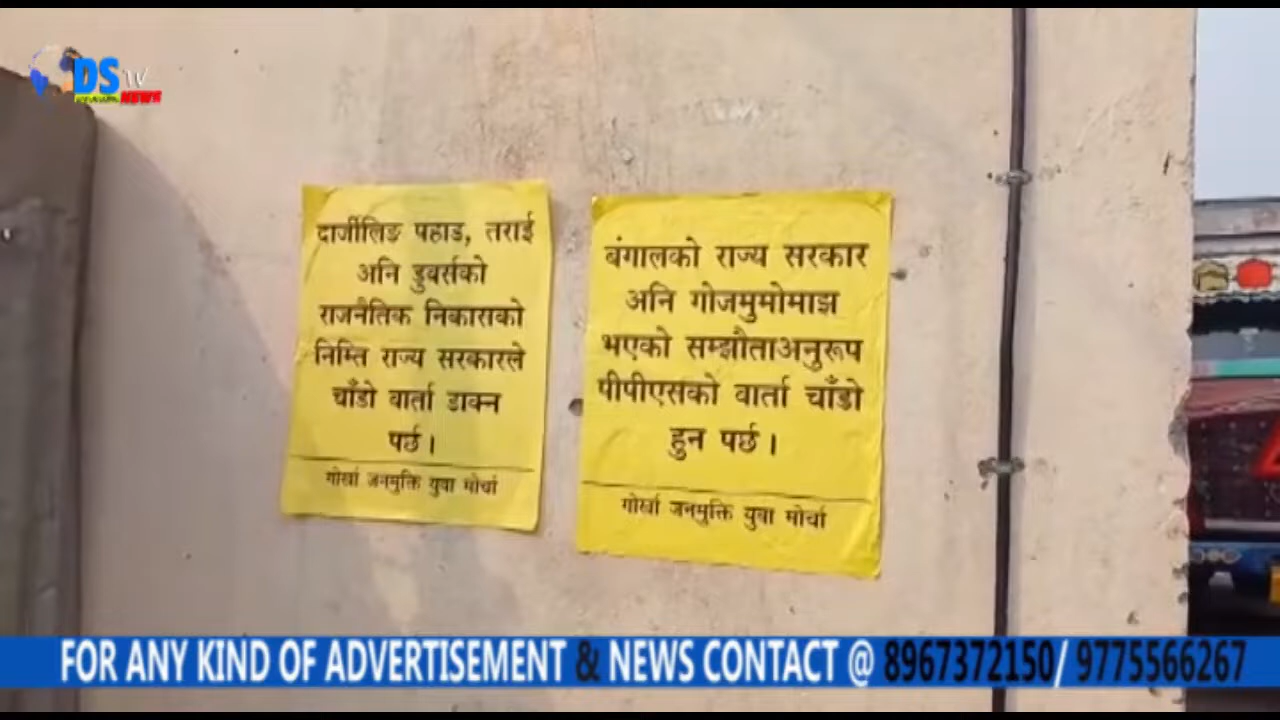 DS TV
NEWS
दार्जीलिङ पहाड, तराई
अनि डुवर्सको
राजनैतिक निकासको
निम्ति राज्य सरकारले
चाँडो वार्ता डाक्न
पर्छ ।
गोर्खा जनमुक्ति युवा मोर्चा
बंगालको राज्य सरकार
अनि गोजमुमोमाझ
भएको सम्झौताअनुरूप
पीपीएसको वार्ता चाँडो
हुन पर्छ ।
गोर्खा जनमुक्ति युवा मोर्चा
FOR ANY KIND OF ADVERTISEMENT & NEWS CONTACT @ 8967372150/ 9775566267